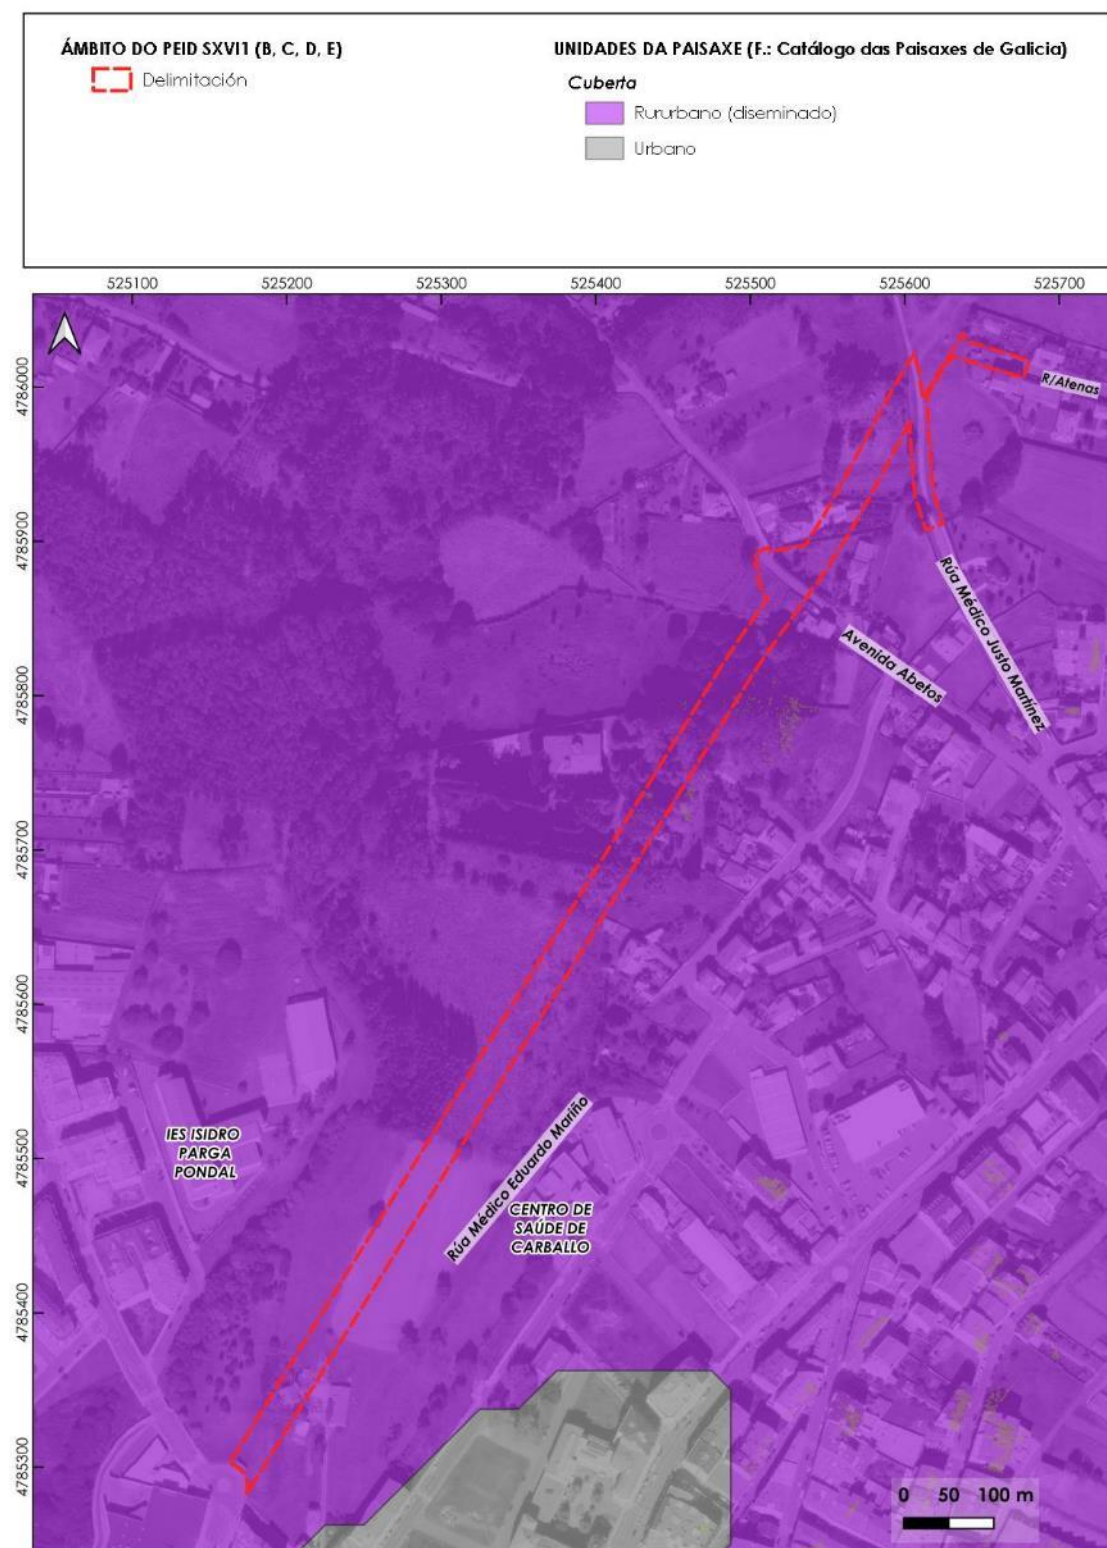 ÁMBITO DO PEID SXVI1 (B, C, D, E)
Delimitación
UNIDADES DA PAISAXE (F.: Catálogo das Paisaxes de Galicia)
Cuberta
Rururbano (diseminado)
Urbano
525100
525200
525300
525400
525500
525600
525700
4786000
4785900
4785800
4785700
4785600
4785500
4785400
4785300
R/Atenas
Rúa Médico Justo Martínez
Avenida Abetos
IES ISIDRO
PARGA
PONDAL
Rúa Médico Eduardo Mariño
CENTRO DE
SAÚDE DE
CARBALLO
0 50 100 m